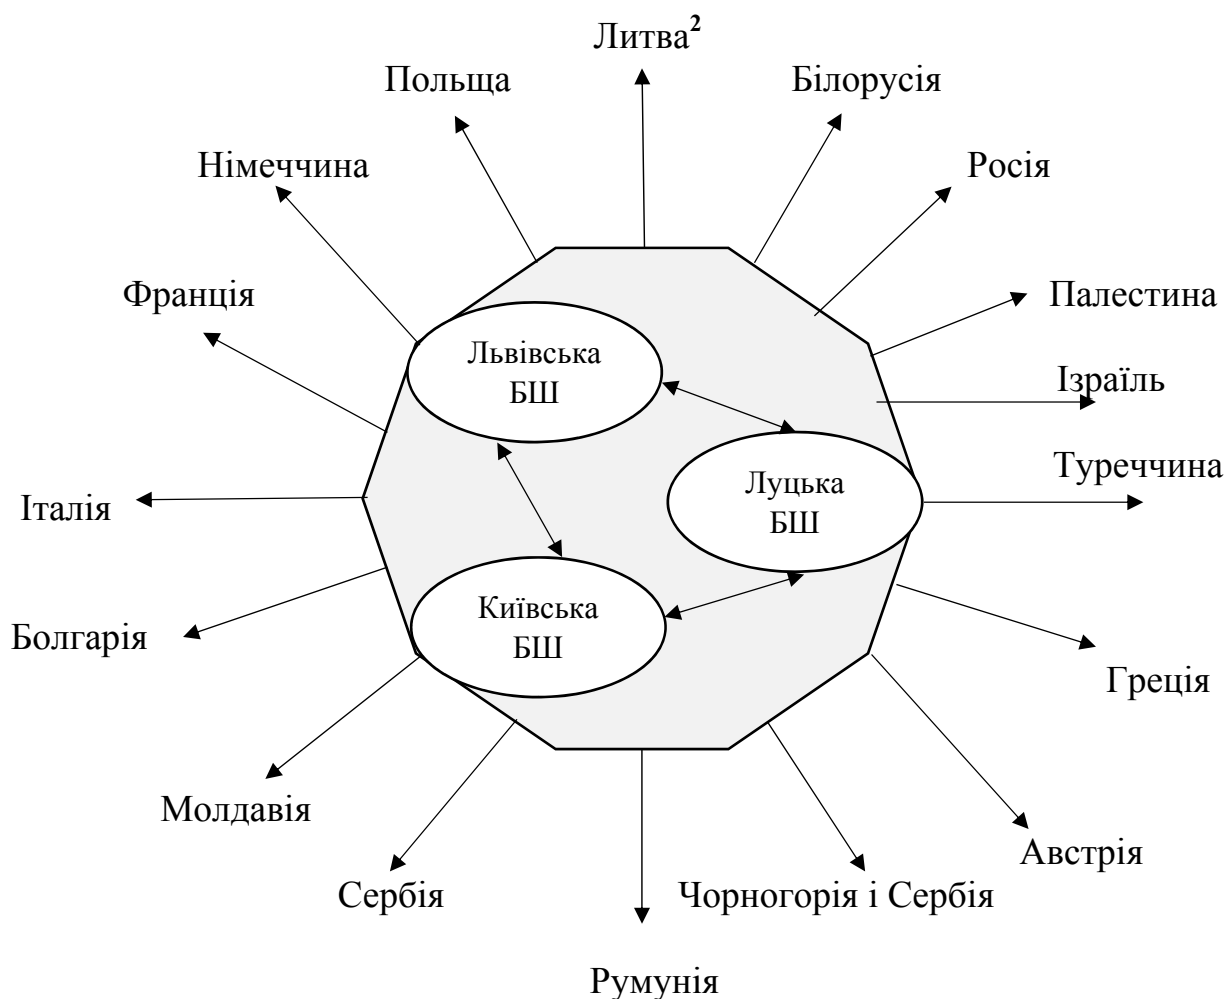 Литва²
Польща
Білорусія
Німеччина
Росія
Франція
Палестина
Львівська
БШ
Ізраїль
Туреччина
Луцька
БШ
Італія
Київська
БШ
Болгарія
Греція
Молдавія
Австрія
Сербія
Чорногорія і Сербія
Румунія